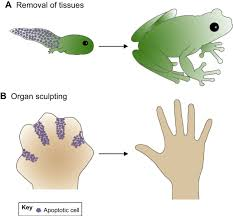 A Removal of tissues
B Organ sculpting
Key
Apoptotic cell